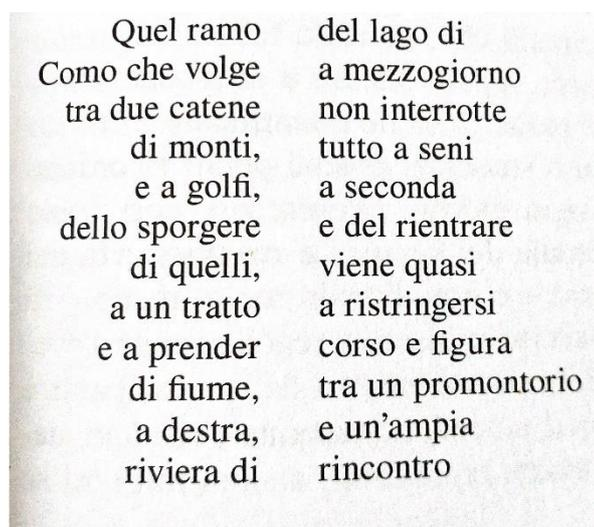 Quel ramo del lago di
Como che volge a mezzogiorno
tra due catene non interrotte
di monti, tutto a seni
e a golfi, a seconda
dello sporgere e del rientrare
di quelli, viene quasi
a un tratto a ristringersi
e a prender corso e figura
di fiume, tra un promontorio
a destra, e un'ampia
riviera di rincontro